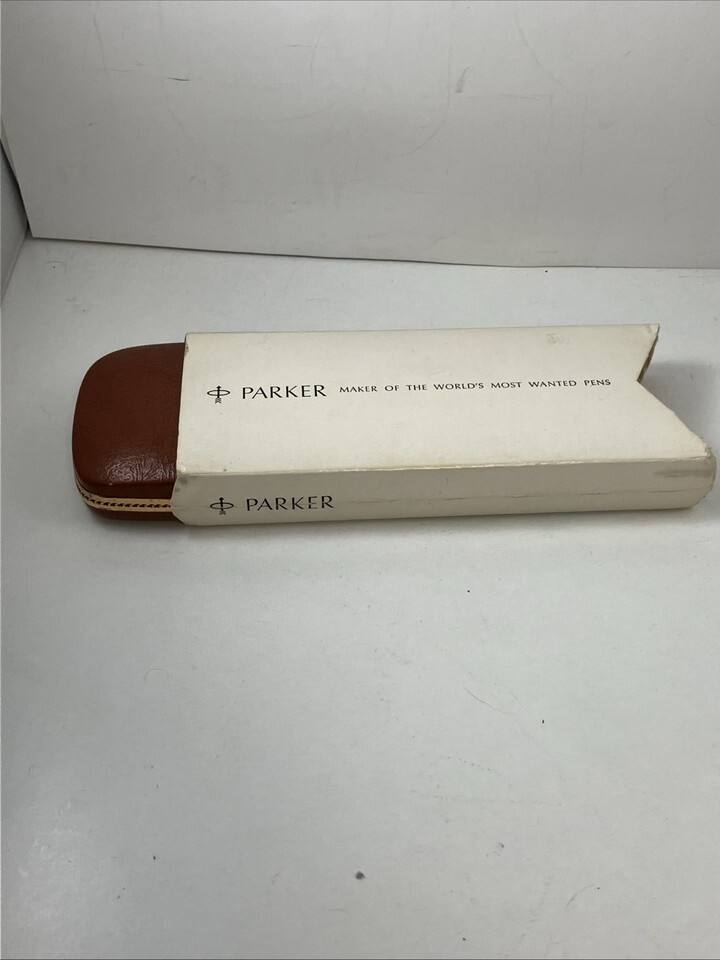 PARKER MAKER OF THE WORLD'S MOST WANTED PENS
PARKER